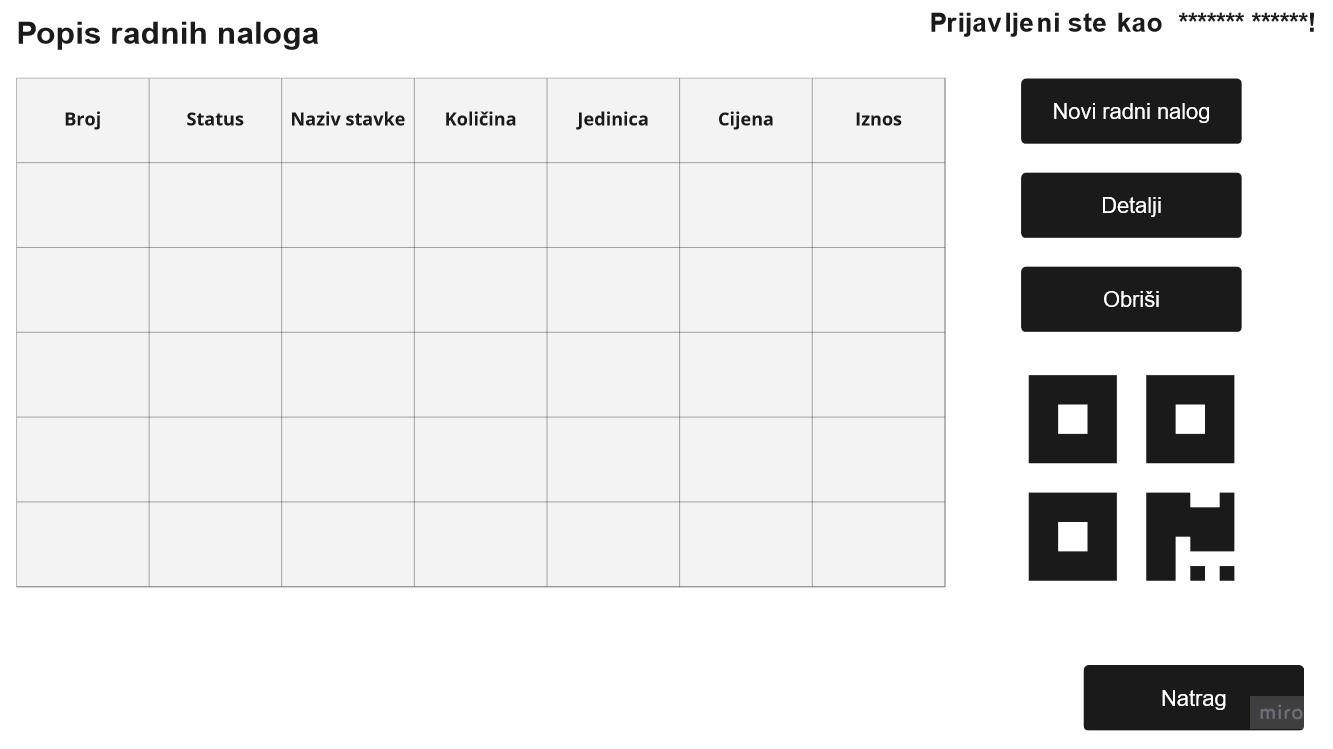 Popis radnih naloga
Prijavljeni ste kao ******* ******!
Broj Status Naziv stavke Količina Jedinica Cijena Iznos
Novi radni nalog
Detalji
Obriši
Natrag
miro